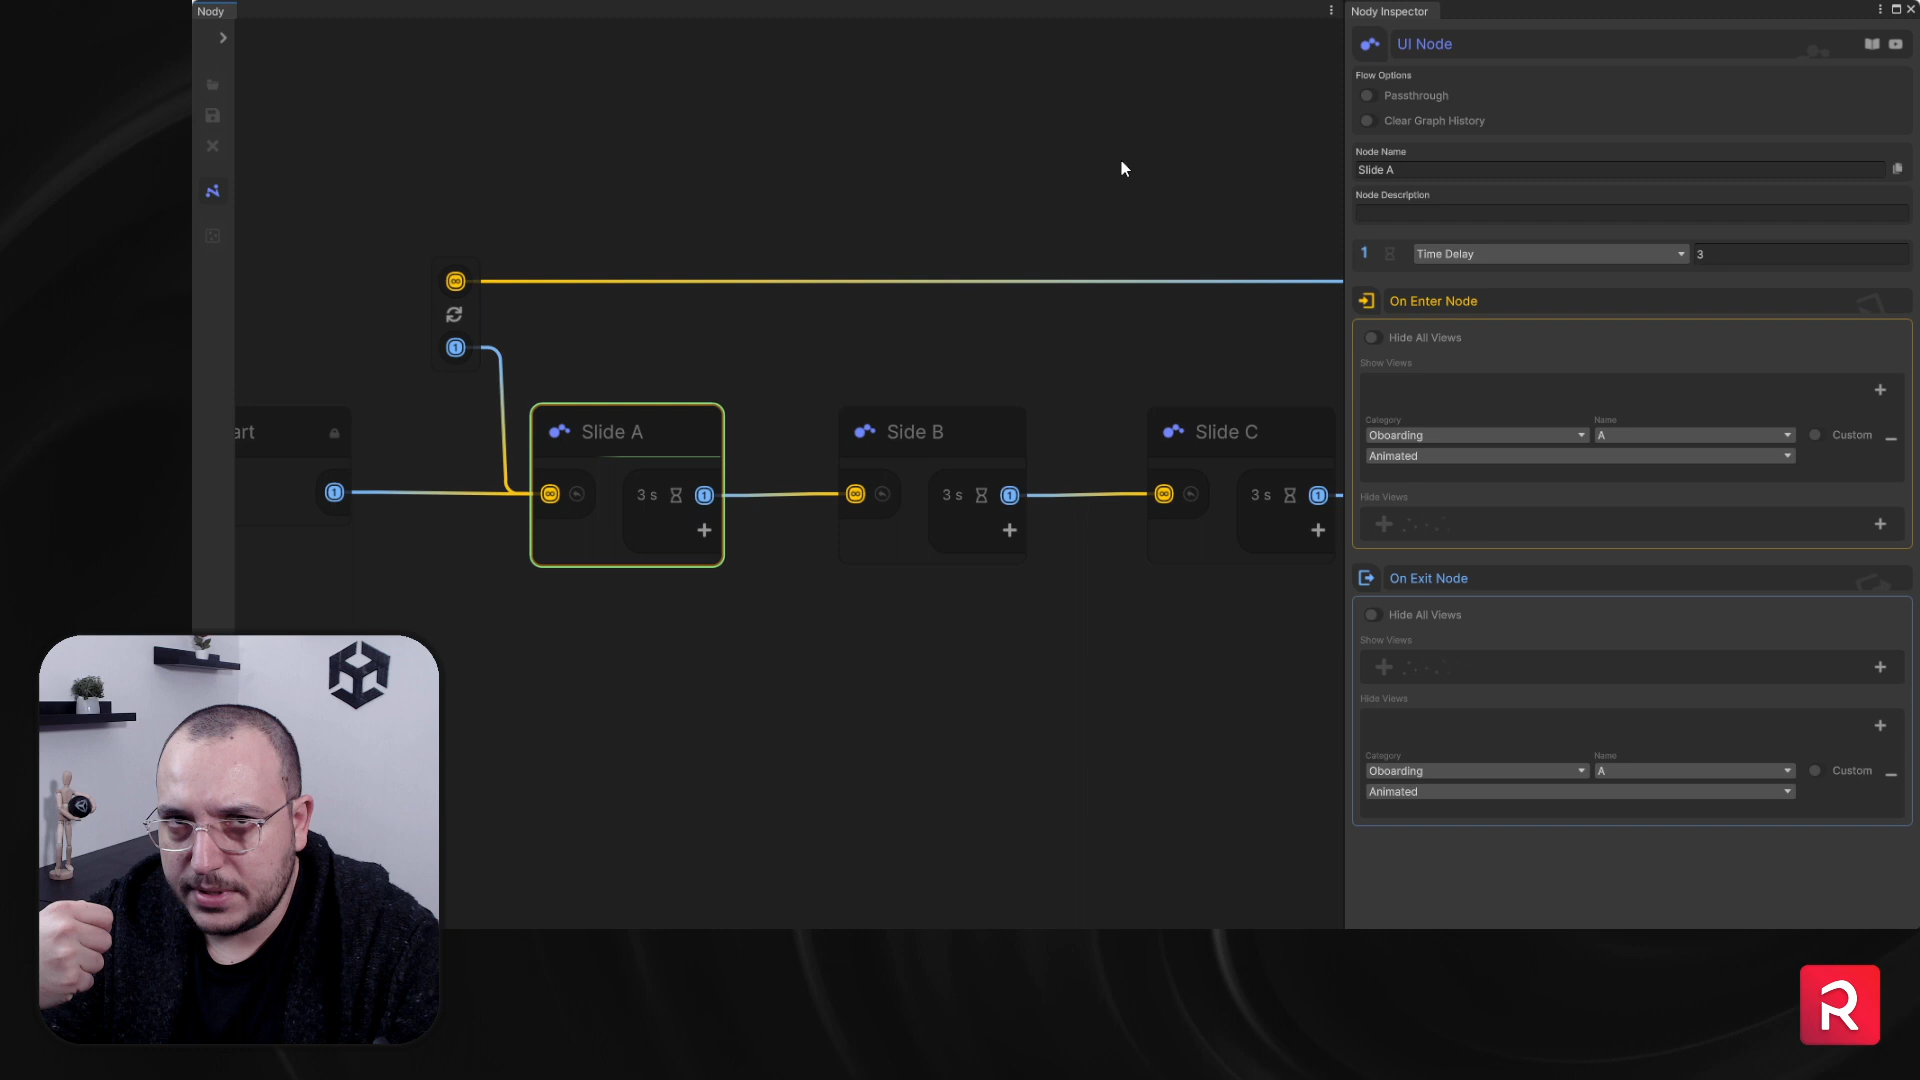 Nody
art
1
1
Slide A
3 s
1
Side B
3 s
1
Slide C
3 s
1
Nody Inspector
UI Node
Flow Options
Passthrough
Clear Graph History
Node Name
Slide A
Node Description
1
Time Delay
3
On Enter Node
Hide All Views
Show Views
Category
Name
Oboarding
A
Custom
Animated
Hide Views
On Exit Node
Hide All Views
Show Views
Hide Views
Category
Name
Oboarding
A
Custom
Animated
R